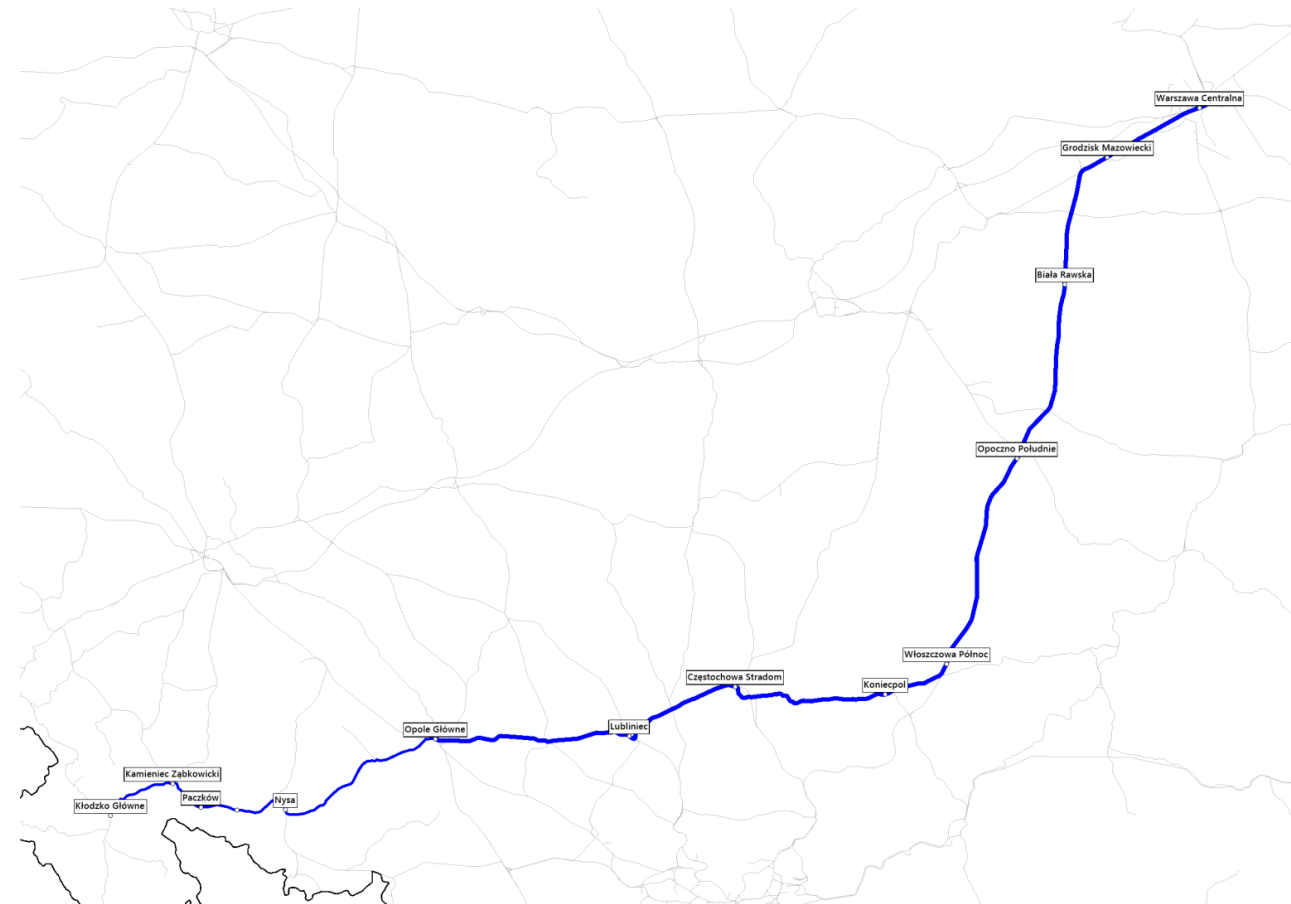 Warszawa Centralna
Grodzisk Mazowiecki
Biała Rawska
Opoczno Południe
Włoszczowa Północ
Częstochowa Stradom
Koniecpol
Lubliniec
Opole Główne
Kamieniec Ząbkowicki
Paczków
Nysa
Kłodzko Główne